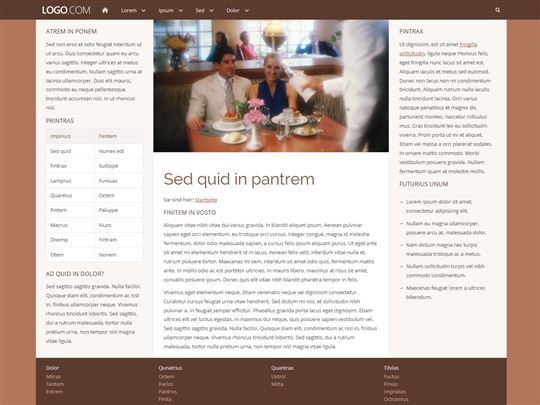 LOGO.COM
Lorem
Ipsum
Sed
Dolor
ATREM IN PONEM
Sed non eros et odio feugiat interdum ut
ut arcu. Duis consectetur quam eu arcu
varius sagittis. Integer ultrices at metus
eu condimentum. Nullam sagittis urna at
lacinia ullamcorper. Duis elit mauris,
commodo eu neque pellentesque,
tincidunt accumsan nisi. In ut rhoncus
nisl.
PRINTRAS
Impinus Fantem
Sed quid Numes est
Fintrax Sudippe
Lamprus Funivas
Quantius Octem
Fintem Paluppe
Macrus Xiuos
Doemp Fintram
Otem Nonem
AD QUID IN DOLOR?
Sed sagittis sagittis gravida. Nulla facilisi.
Quisque diam elit, condimentum ac nisl
in, finibus ullamcorper neque. Vivamus
rhoncus tincidunt lobortis. Sed sagittis,
dui a rutrum malesuada, tortor nulla
pretium urna, non tempor mi erat vitae
vitae ligula.
Sed quid in pantrem
Sie sind hier: Startseite
FINITEM IN VOSTO
Aliquam vitae nibh vitae dui varius gravida. In blandit aliquet ipsum. Aenean pulvinar
sapien eget orci elementum, eu tristique orci cursus. Integer congue, magna id molestie
fermentum, dolor odio malesuada sapien, a cursus felis ipsum aliquam purus. Ut eget ante
sit amet mi elementum hendrerit id in lacus. Aenean felis velit, interdum vitae nulla et,
rutrum posuere tortor. Maecenas mi sem, interdum sit amet odio quis, fermentum mattis
ante. In mollis odio ac est porttitor ultricies. In mauris libero, maximus at risus sit amet,
convallis posuere ipsum. Donec quis elit vitae nibh blandit pharetra tempor in felis.
Vivamus eget elementum neque. Etiam venenatis neque vel dignissim consectetur.
Curabitur cursus feugiat urna vitae hendrerit. Sed dictum mi nisi, et sollicitudin nibh
pulvinar a. In feugiat semper efficitur. Phasellus gravida porta lacus eget dignissim. Etiam
ultrices elit vel luctus egestas. In maximus dui neque, quis posuere sapien vestibulum vel.
Sed sagittis sagittis gravida. Nulla facilisi. Quisque diam elit, condimentum ac nisl in, finibus
ullamcorper neque. Vivamus rhoncus tincidunt lobortis. Sed sagittis, dui a rutrum malesuada,
tortor nulla pretium urna, non tempor mi erat vitae ligula.
FINTRAX
Ut dignissim, est sit amet fringilla
sollicitudin, ligula neque rhoncus felis,
eget fringilla nunc lacus sit amet est.
Aliquam iaculis et metus sed euismod.
Donec non lacus non mi condimentum
tincidunt. Aliquam rutrum nulla iaculis
nulla tincidunt lacinia. Orci varius
natoque penatibus et magnis dis
parturient montes, nascetur ridiculus
mus. Cras tincidunt leo eu sollicitudin
viverra. Proin porta ut mi et aliquet.
Etiam vel massa a orci placerat sodales,
in ornare mattis commodo. Morbi
vestibulum posuere gravida. Nullam
fermentum quam at molestie mollis.
FUTURIUS UNUM
Lorem ipsum dolor sit amet,
consectetur adipiscing elit.
Nullam eu magna ullamcorper,
posuere arcu at, malesuada dolor.
Nam dictum magna nec turpis
malesuada tristique ac a metus.
Nullam sollicitudin turpis vel nibh
commodo condimentum.
Maecenas feugiat lorem a ultrices
bibendum.
Dolor
Mitras
Fantem
Extrem
Qunatrius
Octem
Parlos
Pantros
Finita
Quantrax
Uxtriol
Mitta
Tibilas
Fuctos
Pinias
Imprialias
Octramius